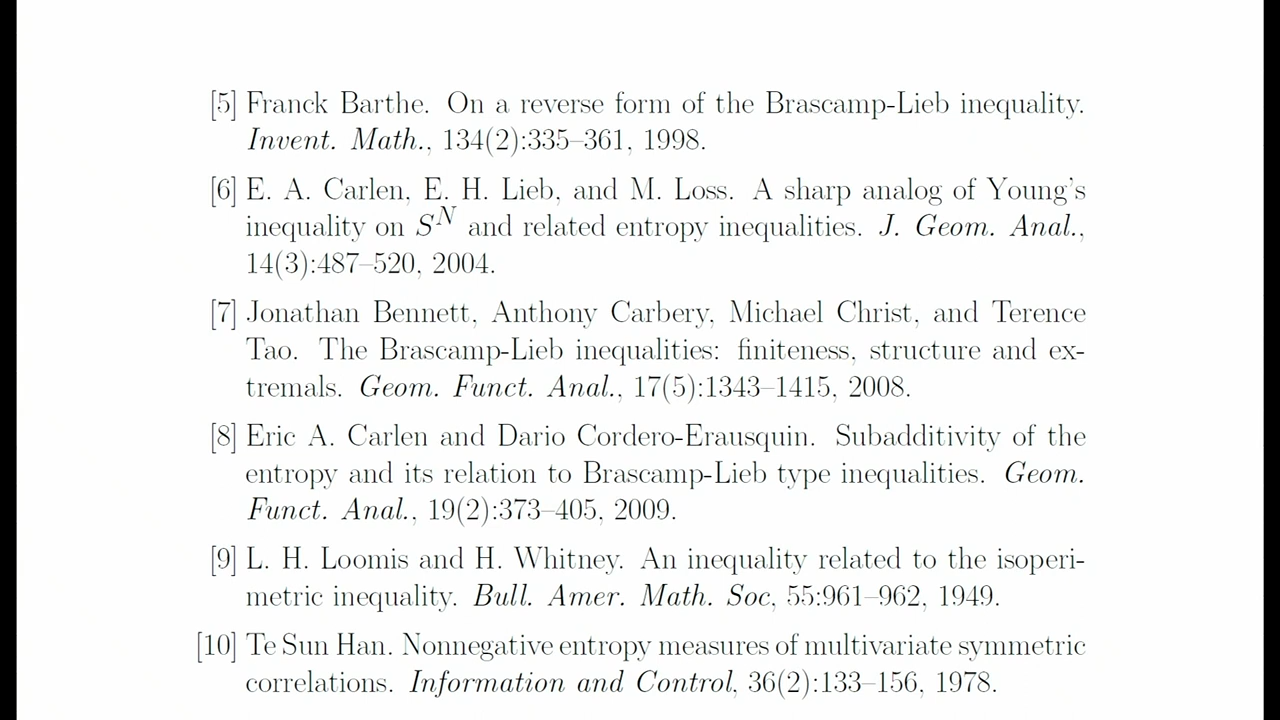 [5] Franck Barthe. On a reverse form of the Brascamp-Lieb inequality.
Invent. Math., 134(2):335–361, 1998.
[6] E. A. Carlen, E. H. Lieb, and M. Loss. A sharp analog of Young's
inequality on S^N and related entropy inequalities. J. Geom. Anal.,
14(3):487–520, 2004.
[7] Jonathan Bennett, Anthony Carbery, Michael Christ, and Terence
Tao. The Brascamp-Lieb inequalities: finiteness, structure and ex-
tremals. Geom. Funct. Anal., 17(5):1343–1415, 2008.
[8] Eric A. Carlen and Dario Cordero-Erausquin. Subadditivity of the
entropy and its relation to Brascamp-Lieb type inequalities. Geom.
Funct. Anal., 19(2):373–405, 2009.
[9] L. H. Loomis and H. Whitney. An inequality related to the isoperi-
metric inequality. Bull. Amer. Math. Soc, 55:961–962, 1949.
[10] Te Sun Han. Nonnegative entropy measures of multivariate symmetric
correlations. Information and Control, 36(2):133–156, 1978.